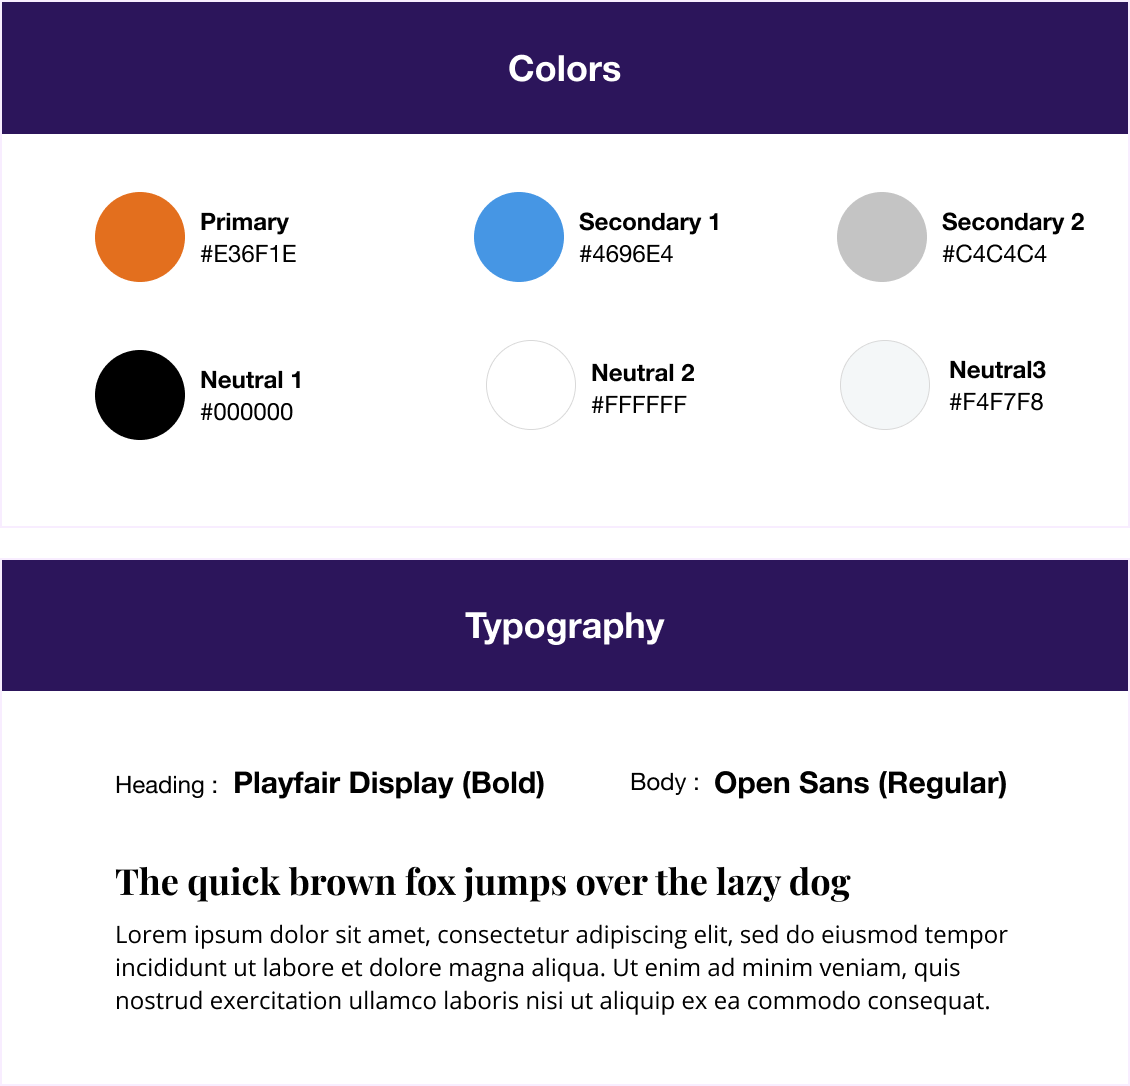 Colors
Primary
#E36F1E
Secondary 1
#4696E4
Secondary 2
#C4C4C4
Neutral 1
#000000
Neutral 2
#FFFFFF
Neutral3
#F4F7F8
Typography
Heading : Playfair Display (Bold)
Body : Open Sans (Regular)
The quick brown fox jumps over the lazy dog
Lorem ipsum dolor sit amet, consectetur adipiscing elit, sed do eiusmod tempor
incididunt ut labore et dolore magna aliqua. Ut enim ad minim veniam, quis
nostrud exercitation ullamco laboris nisi ut aliquip ex ea commodo consequat.